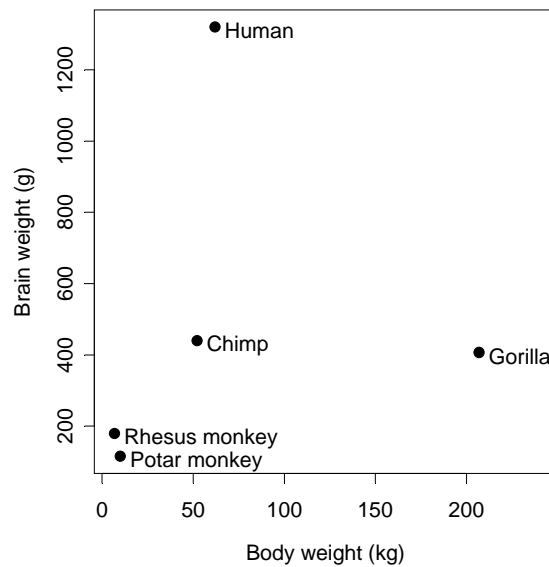 Human
Chimp
Gorilla
Rhesus monkey
Potar monkey
Brain weight (g)
1200
1000
800
600
400
200
0
50
100
150
200
Body weight (kg)